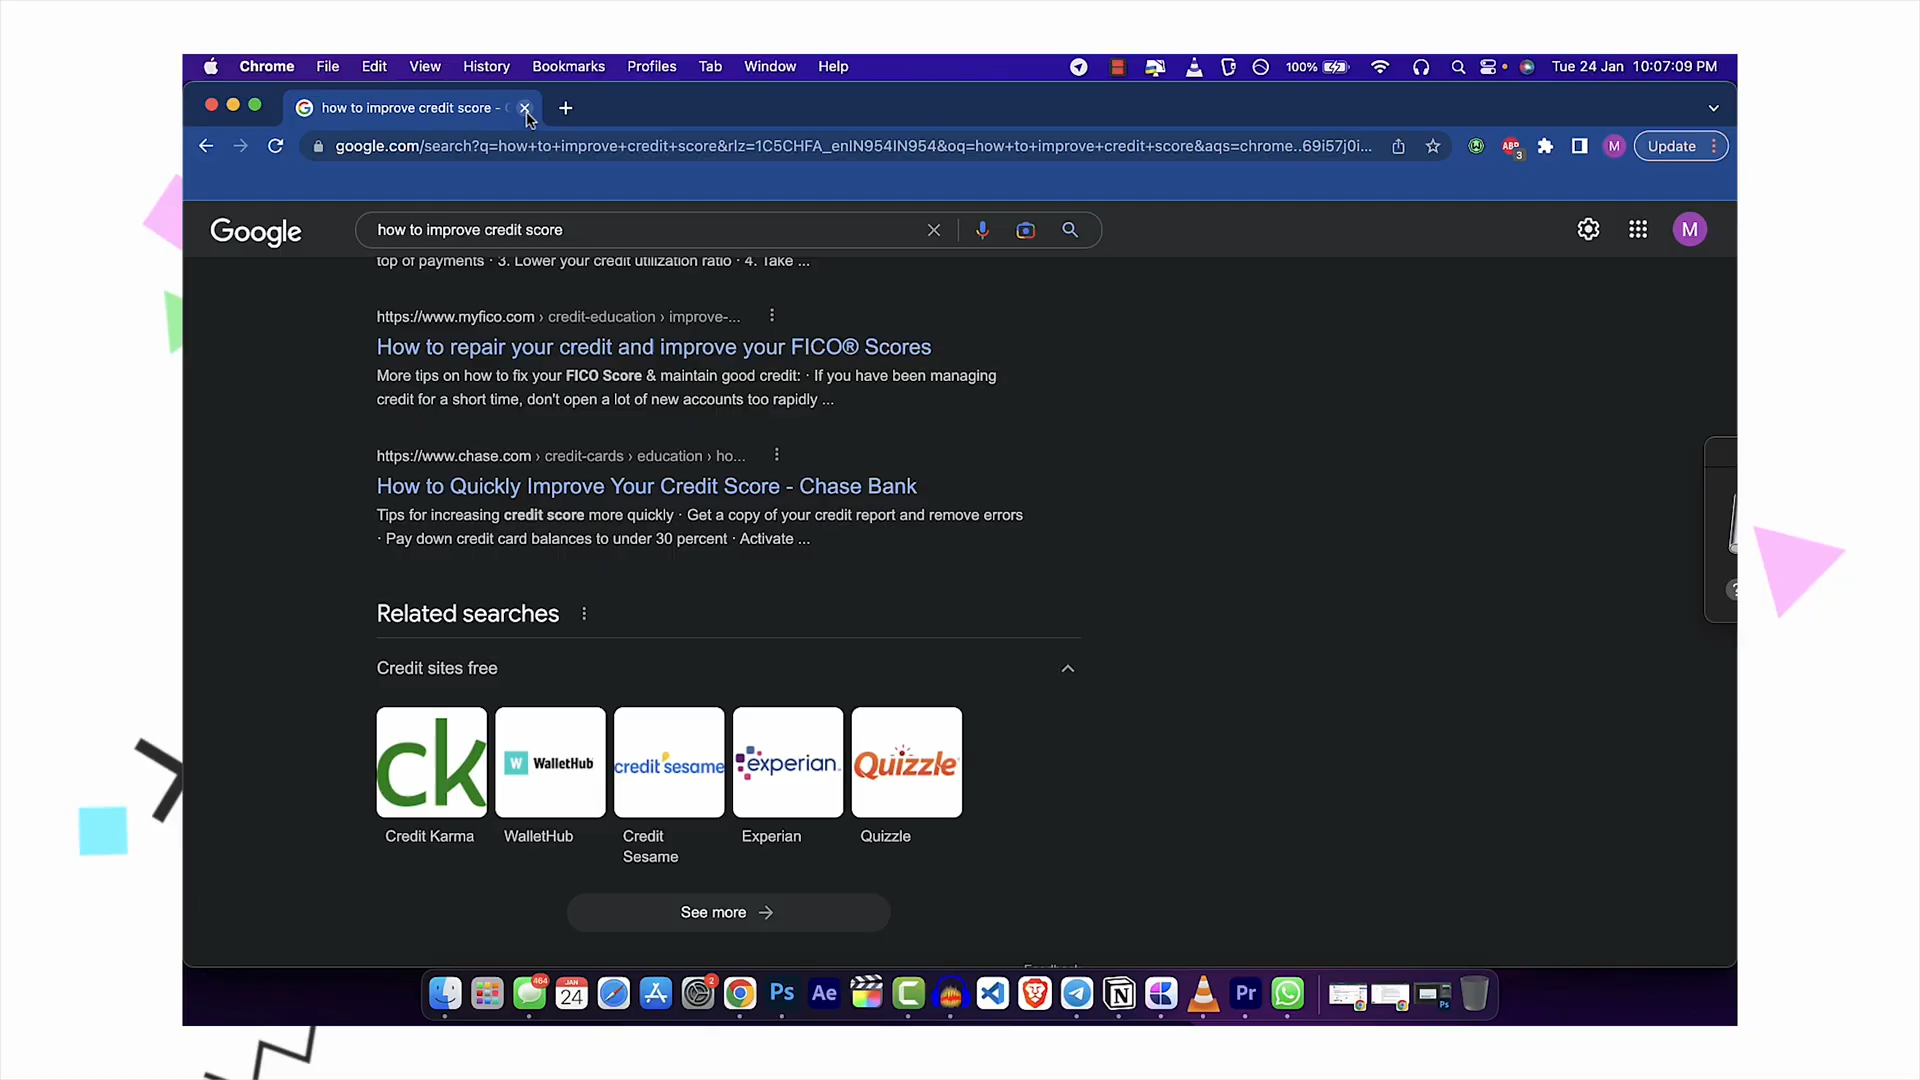 Chrome File Edit View History Bookmarks Profiles Tab Window Help 100% Tue 24 Jan 10:07:09 PM
how to improve credit score -
google.com/search?q=how+to+improve+credit+score&rlz=1C5CHFA_enIN954IN954&oq=how+to+improve+credit+score&aqs=chrome..69i57j0i... ABP 3 M Update
Google how to improve credit score M
top of payments · 3. Lower your credit utilization ratio · 4. Take ...
https://www.myfico.com › credit-education › improve-...
How to repair your credit and improve your FICO® Scores
More tips on how to fix your FICO Score & maintain good credit: · If you have been managing
credit for a short time, don't open a lot of new accounts too rapidly ...
https://www.chase.com › credit-cards › education › ho...
How to Quickly Improve Your Credit Score - Chase Bank
Tips for increasing credit score more quickly · Get a copy of your credit report and remove errors
· Pay down credit card balances to under 30 percent · Activate ...
?
Related searches
Credit sites free
ck W WalletHub credit sesame experian. Quizzle
Credit Karma WalletHub Credit Sesame Experian Quizzle
See more
464 JAN 24 2 Ps Ae C N Pr Ps